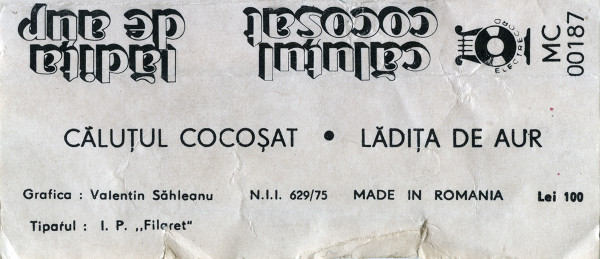 călutul cocoșat
lădița de aur
ELECTRECORD
MC 00187
CĂLUȚUL COCOȘAT • LĂDIȚA DE AUR
Grafica : Valentin Săhleanu N.I.I. 629/75 MADE IN ROMANIA Lei 100
Tiparul : I. P. ,,Filaret"